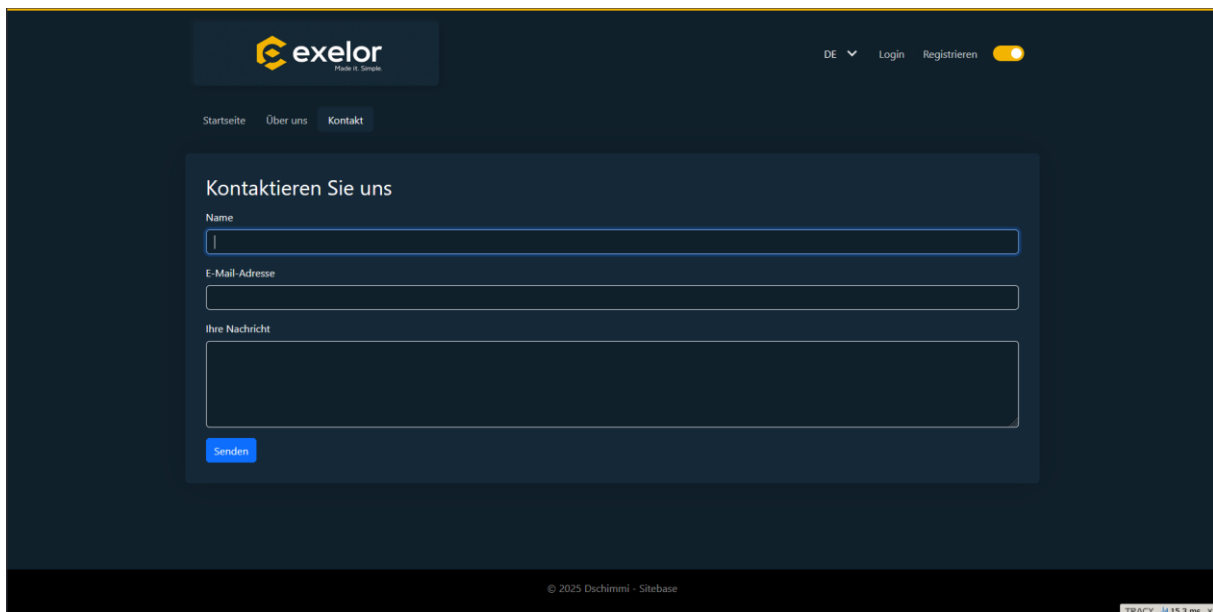 exelor
Made it. Simple.
DE Login Registrieren
Startseite Über uns Kontakt
Kontaktieren Sie uns
Name
E-Mail-Adresse
Ihre Nachricht
Senden
© 2025 Dschimmi - Sitebase
TRACY 15.3 ms x